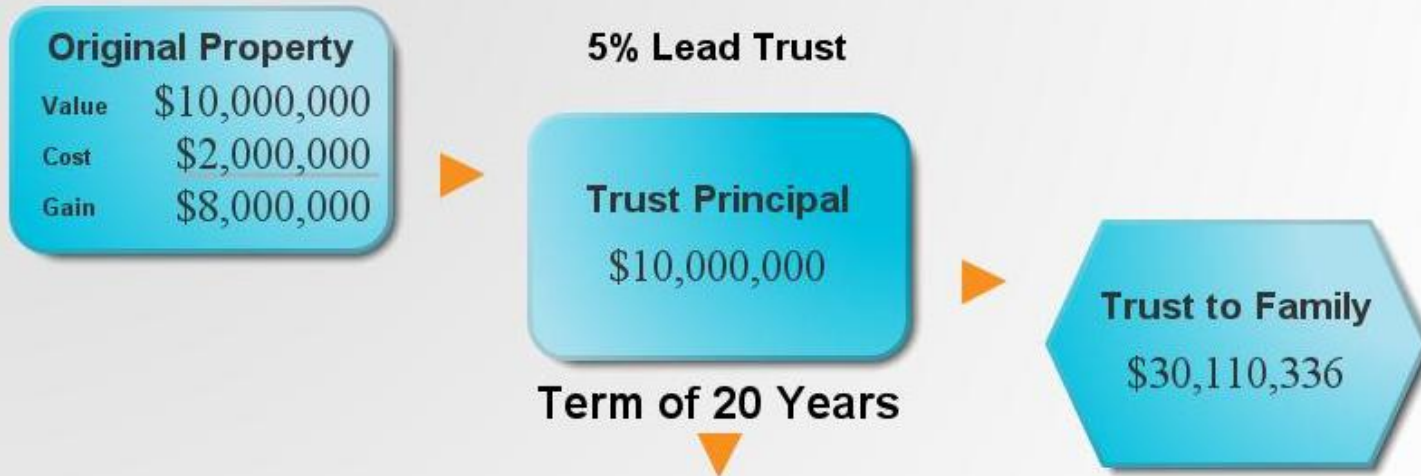 Original Property
Value $10,000,000
Cost $2,000,000
Gain $8,000,000
5% Lead Trust
Trust Principal
$10,000,000
Term of 20 Years
Trust to Family
$30,110,336